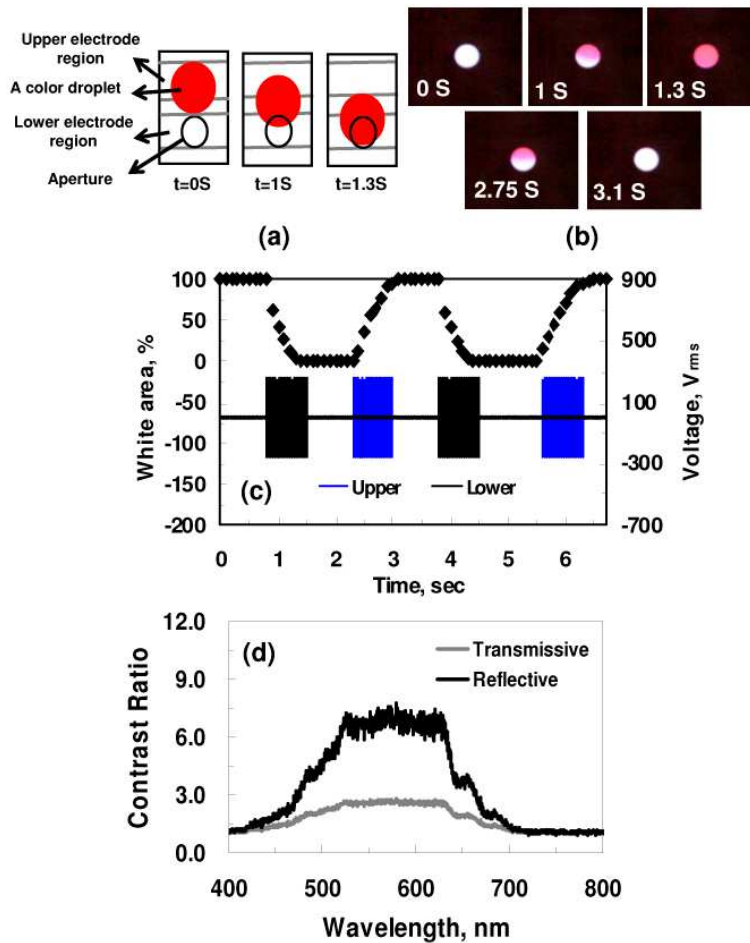 Upper electrode
region
A color droplet
Lower electrode
region
Aperture
t=0S
t=1S
t=1.3S
(a)
0 S
1 S
1.3 S
2.75 S
3.1 S
(b)
100
50
0
-50
-100
-150
-200
White area, %
900
500
100
-300
-700
Voltage, Vrms
(c)
Upper
Lower
0
1
2
3
4
5
6
Time, sec
12.0
9.0
6.0
3.0
0.0
Contrast Ratio
(d)
Transmissive
Reflective
400
500
600
700
800
Wavelength, nm